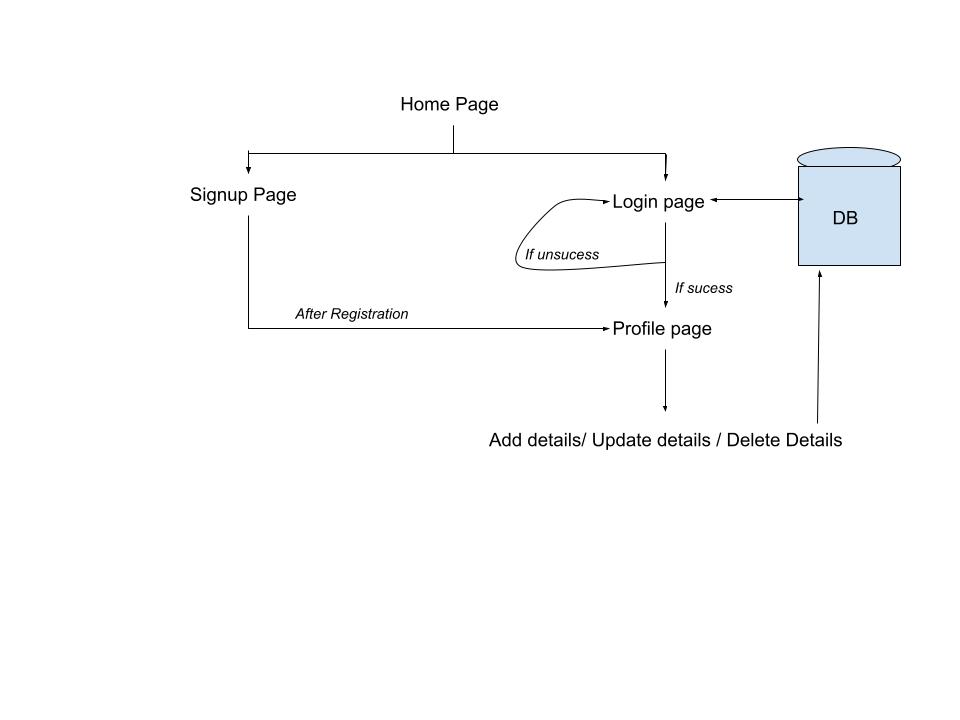 Home Page
Signup Page
Login page
DB
If unsucess
If sucess
After Registration
Profile page
Add details/ Update details / Delete Details